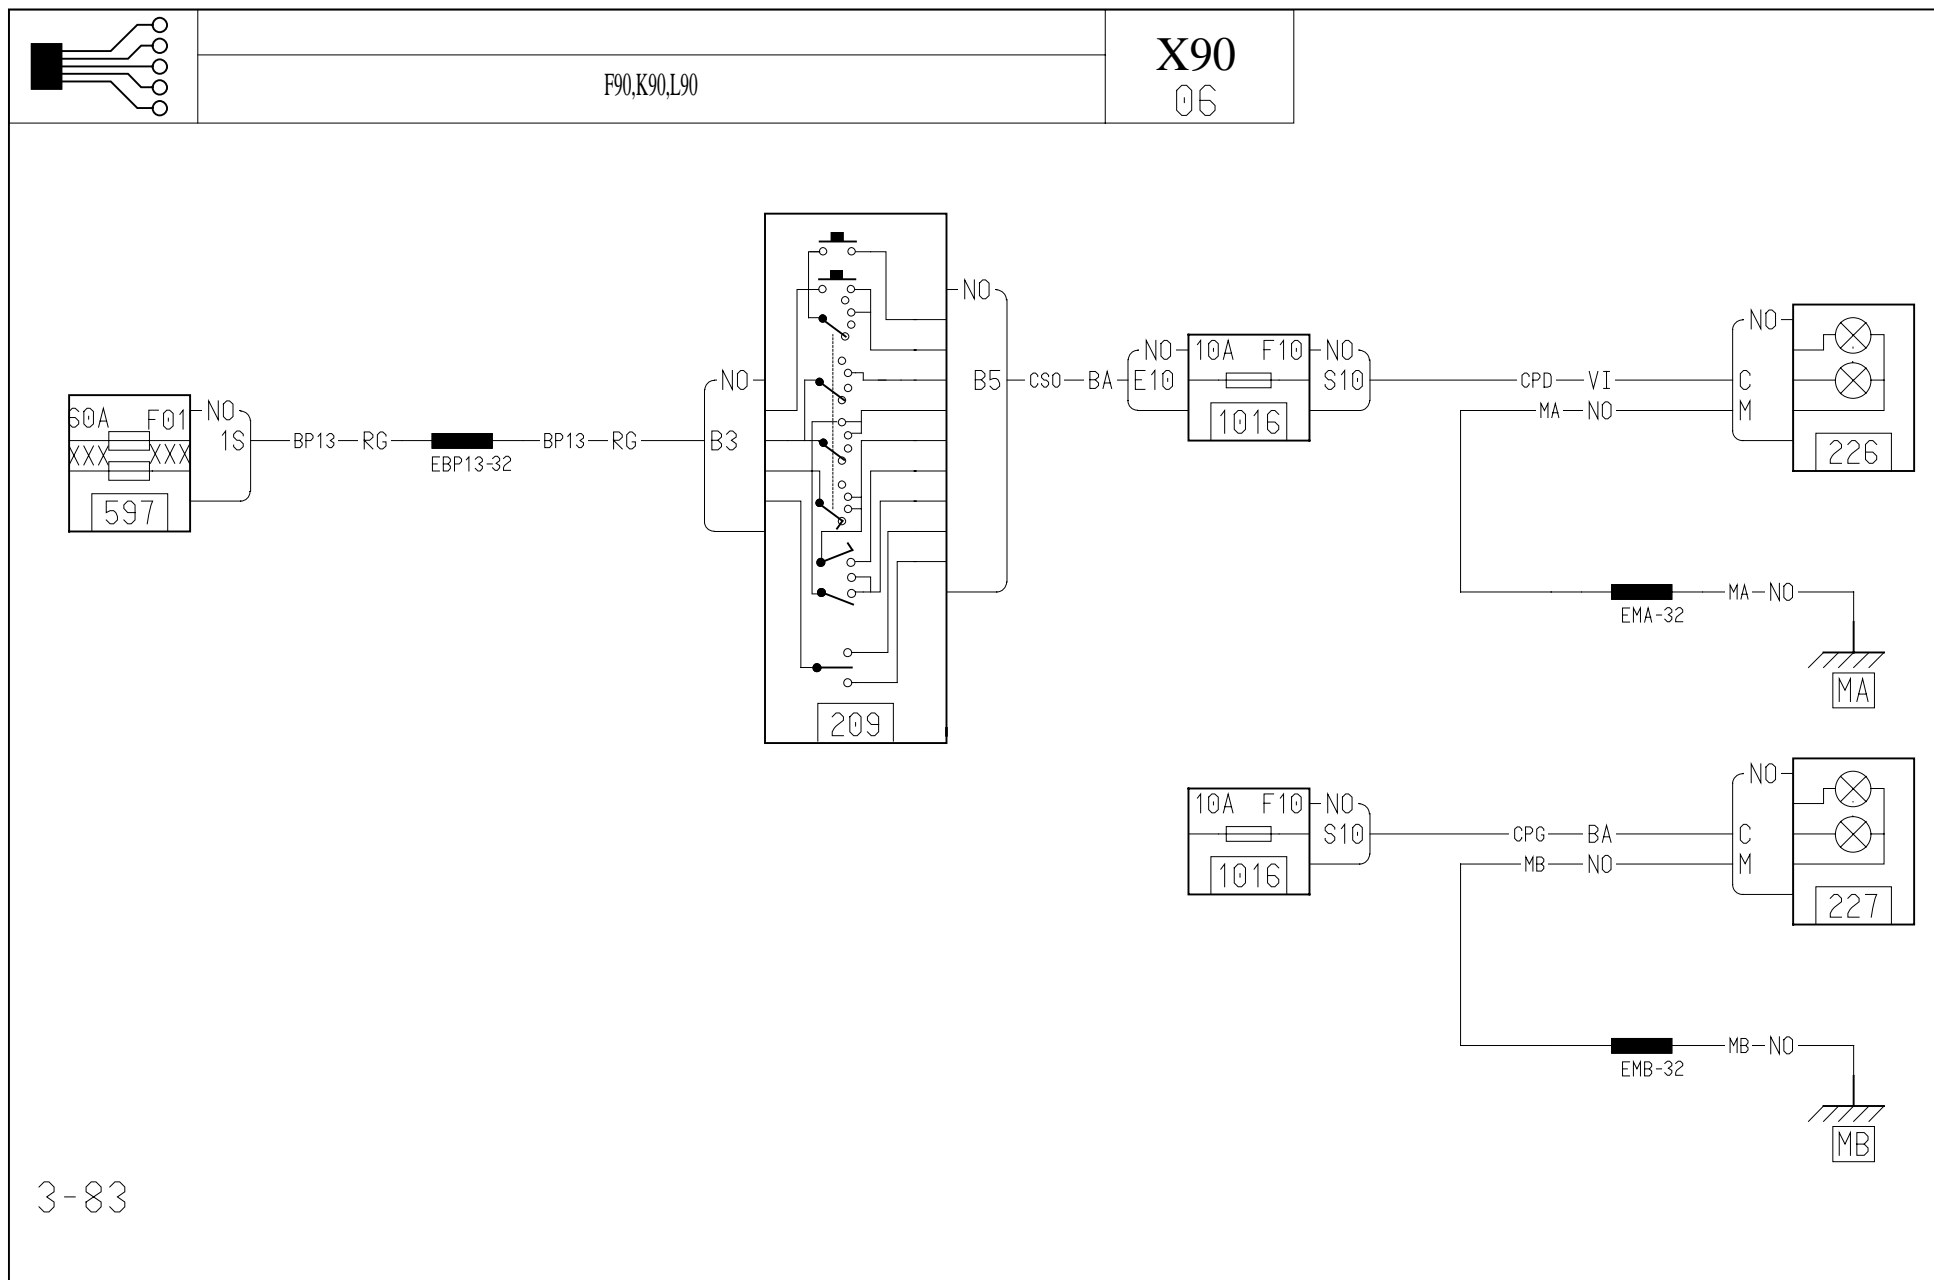 F90,K90,L90
X90
06
60A F01 NO
1S
XXX XXX
597
BP13 RG
EBP13-32
BP13 RG
NO
B3
209
NO
B5
CSO BA
NO
E10
10A F10
1016
NO
S10
CPD VI
MA NO
NO
C
M
226
EMA-32
MA NO
MA
10A F10
1016
NO
S10
CPG BA
MB NO
NO
C
M
227
EMB-32
MB NO
MB
3-83